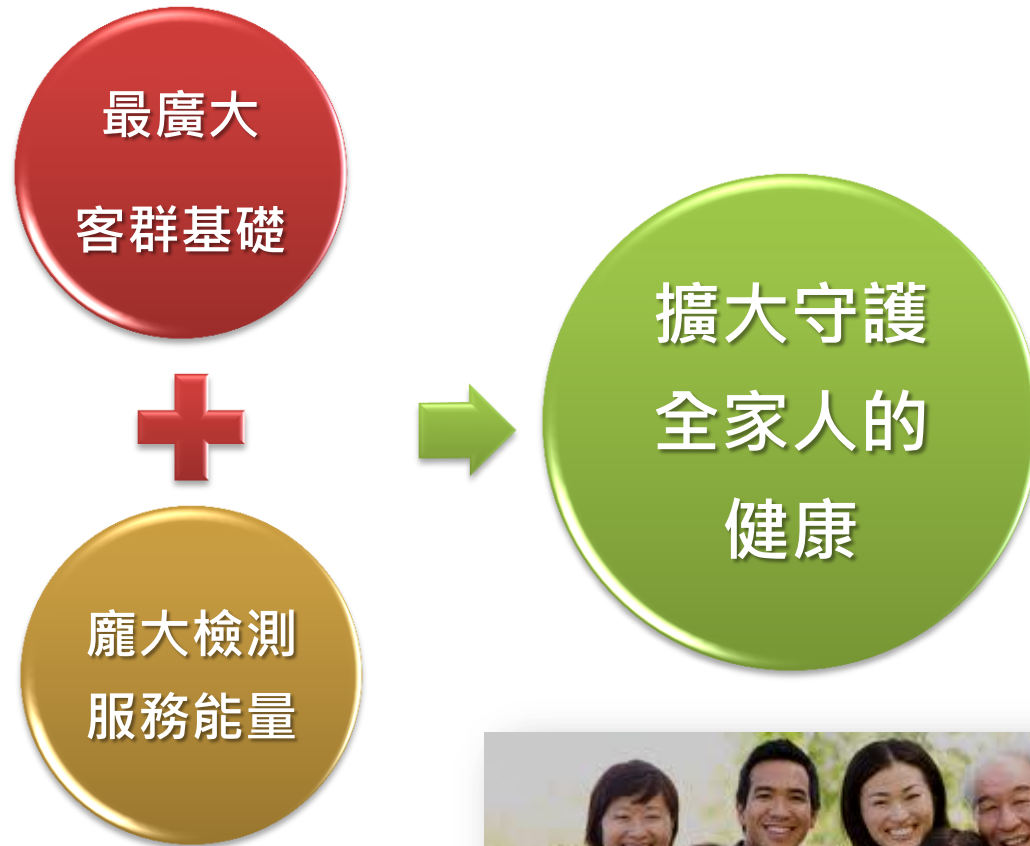 最廣大
客群基礎
龐大檢測
服務能量
擴大守護
全家人的
健康